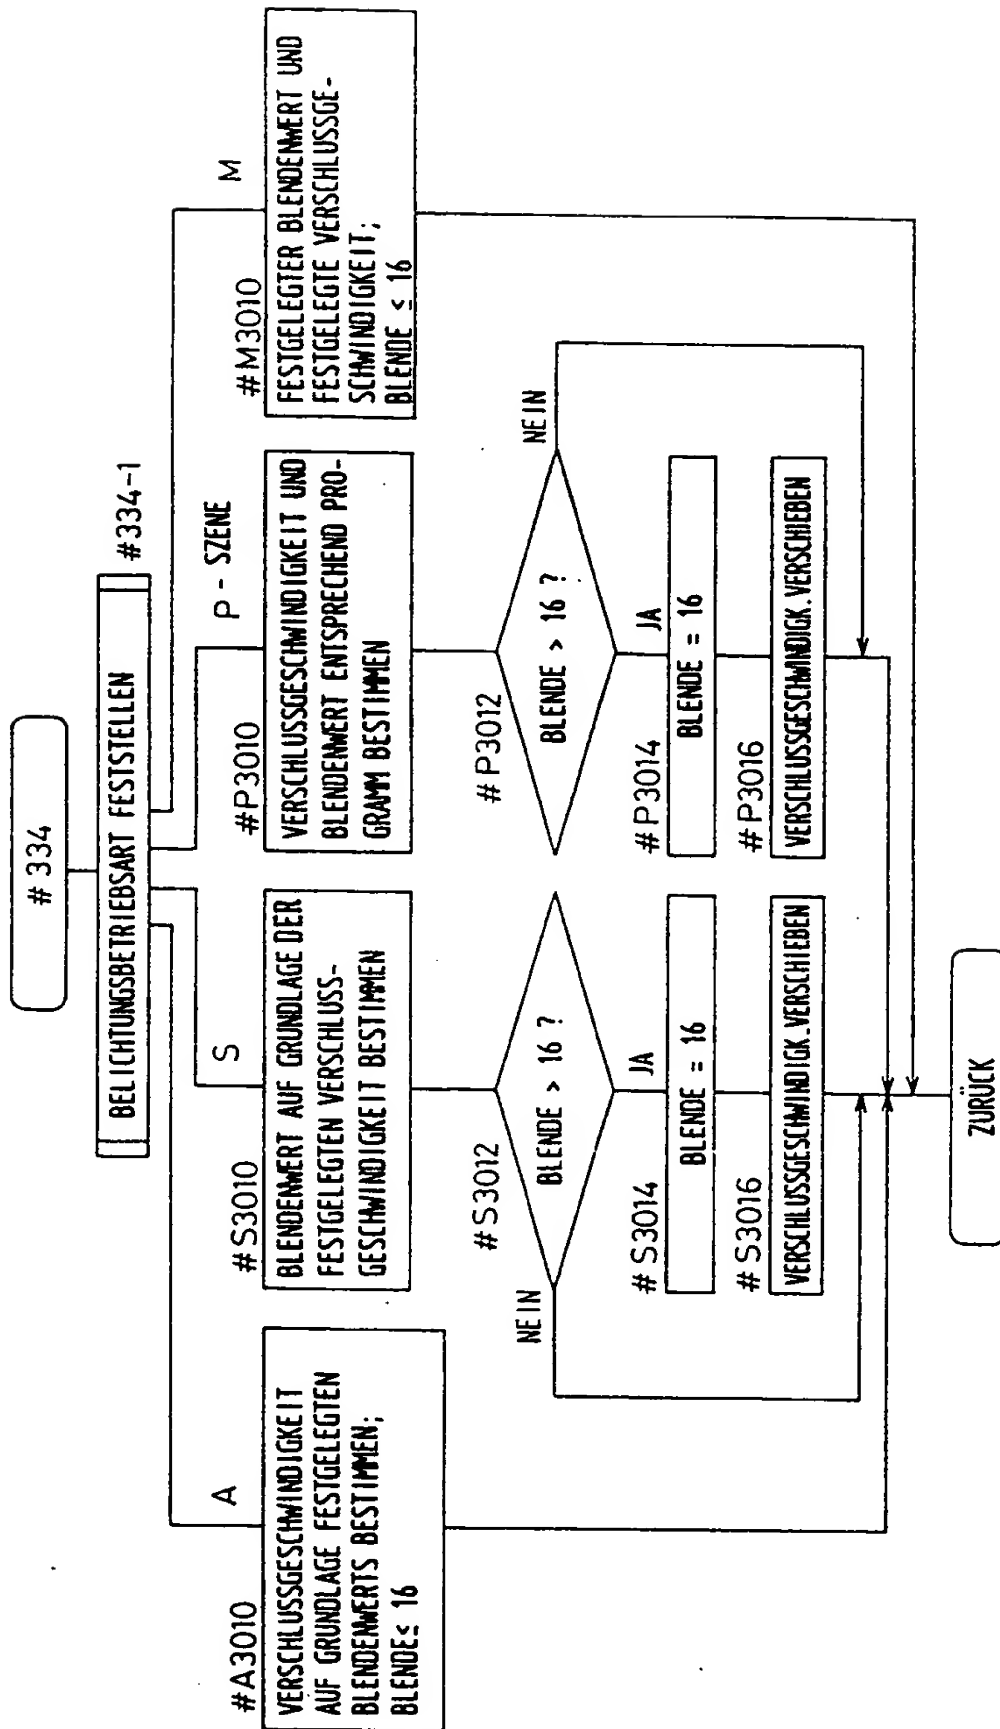 # 334
BELICHTUNGSBETRIEBSART FESTSTELLEN
#334-1
A
#A3010
VERSCHLUSSGESCHWINDIGKEIT
AUF GRUNDLAGE FESTGELEGTEN
BLENDENWERTS BESTIMMEN;
BLENDE≤ 16
S
#S3010
BLENDENWERT AUF GRUNDLAGE DER
FESTGELEGTEN VERSCHLUSS-
GESCHWINDIGKEIT BESTIMMEN
#S3012
BLENDE > 16 ?
NEIN
JA
#S3014
BLENDE = 16
#S3016
VERSCHLUSSGESCHWINDIGK.VERSCHIEBEN
P - SZENE
#P3010
VERSCHLUSSGESCHWINDIGKEIT UND
BLENDENWERT ENTSPRECHEND PRO-
GRAMM BESTIMMEN
#P3012
BLENDE > 16 ?
NEIN
JA
#P3014
BLENDE = 16
#P3016
VERSCHLUSSGESCHWINDIGK.VERSCHIEBEN
M
#M3010
FESTGELEGTER BLENDENWERT UND
FESTGELEGTE VERSCHLUSSGE-
SCHWINDIGKEIT;
BLENDE ≤ 16
ZURÜCK